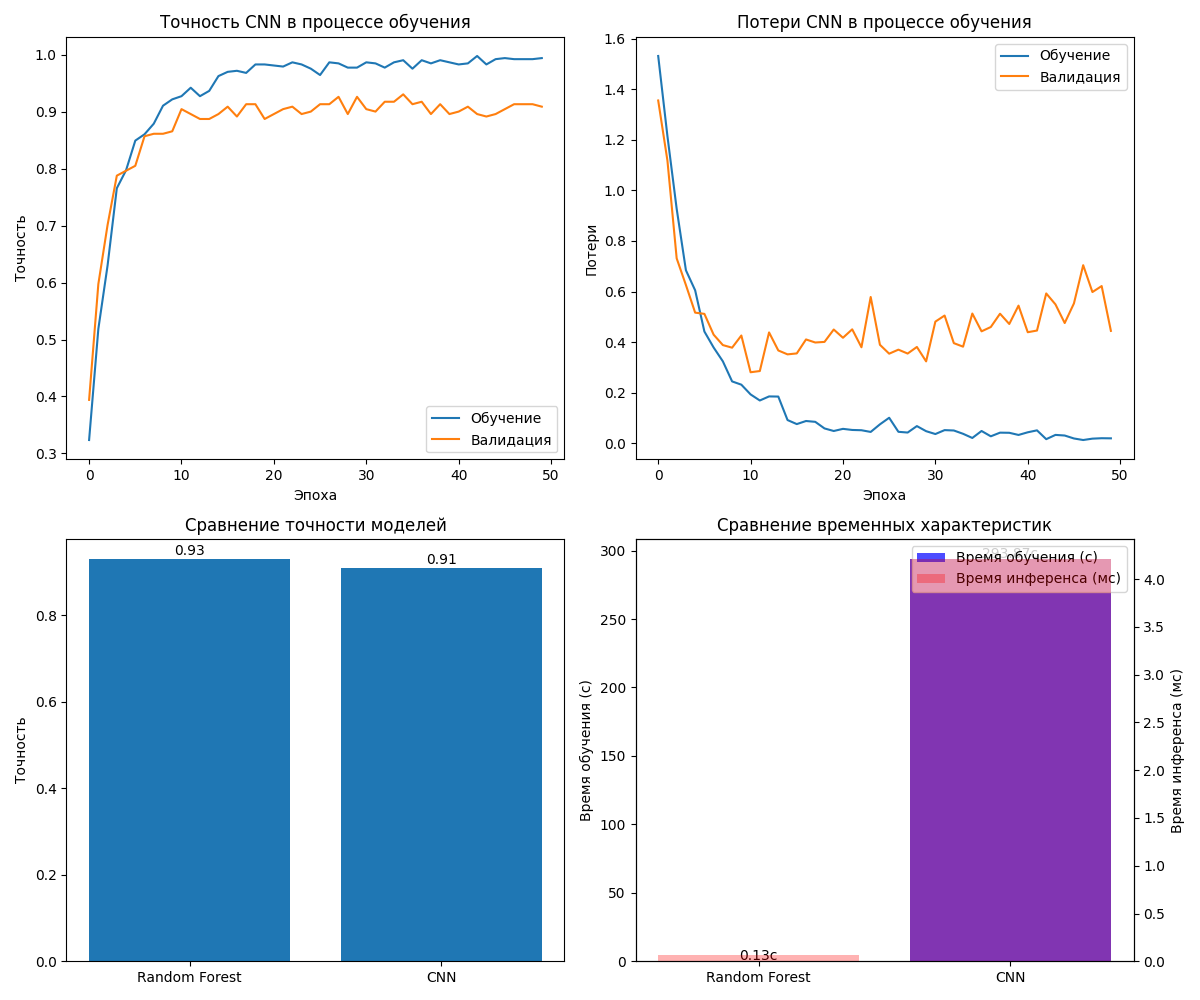 Точность CNN в процессе обучения
1.0
0.9
0.8
0.7
0.6
0.5
0.4
0.3
Точность
0
10
20
30
40
50
Эпоха
Обучение
Валидация
Потери CNN в процессе обучения
1.6
1.4
1.2
1.0
0.8
0.6
0.4
0.2
0.0
Потери
0
10
20
30
40
50
Эпоха
Обучение
Валидация
Сравнение точности моделей
0.93
0.91
0.8
0.6
0.4
0.2
0.0
Точность
Random Forest
CNN
Сравнение временных характеристик
300
250
200
150
100
50
0
Время обучения (с)
Время обучения (с)
Время инференса (мс)
0.13с
Random Forest
CNN
4.0
3.5
3.0
2.5
2.0
1.5
1.0
0.5
0.0
Время инференса (мс)